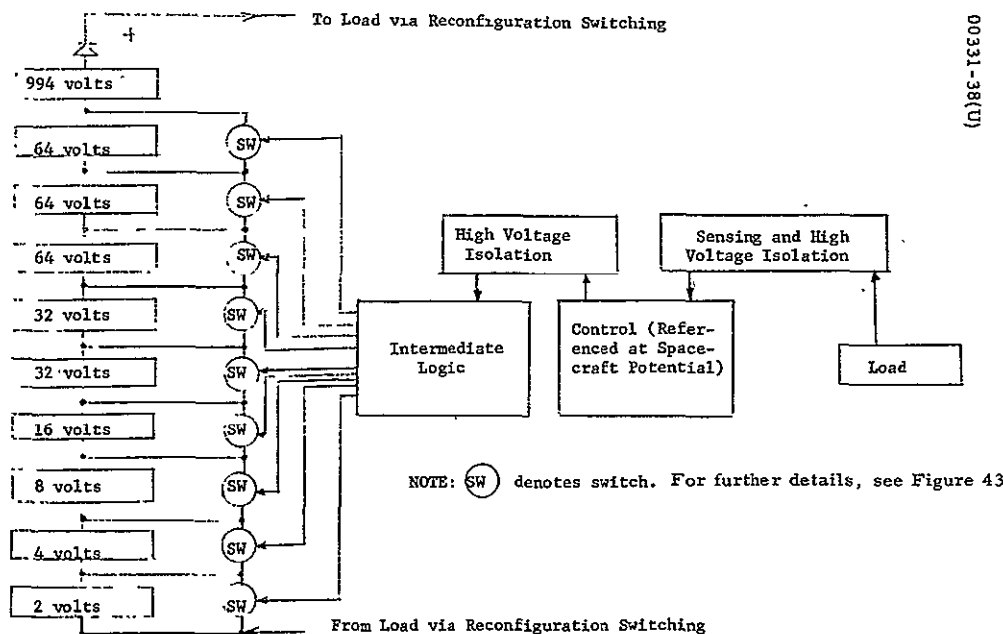 To Load via Reconfiguration Switching
+
00331-38(U)
994 volts
64 volts
SW
64 volts
SW
64 volts
SW
32 volts
SW
32 volts
SW
16 volts
SW
8 volts
SW
4 volts
SW
2 volts
SW
High Voltage
Isolation
Sensing and High
Voltage Isolation
Intermediate
Logic
Control (Refer-
enced at Space-
craft Potential)
Load
NOTE: SW denotes switch. For further details, see Figure 43
From Load via Reconfiguration Switching